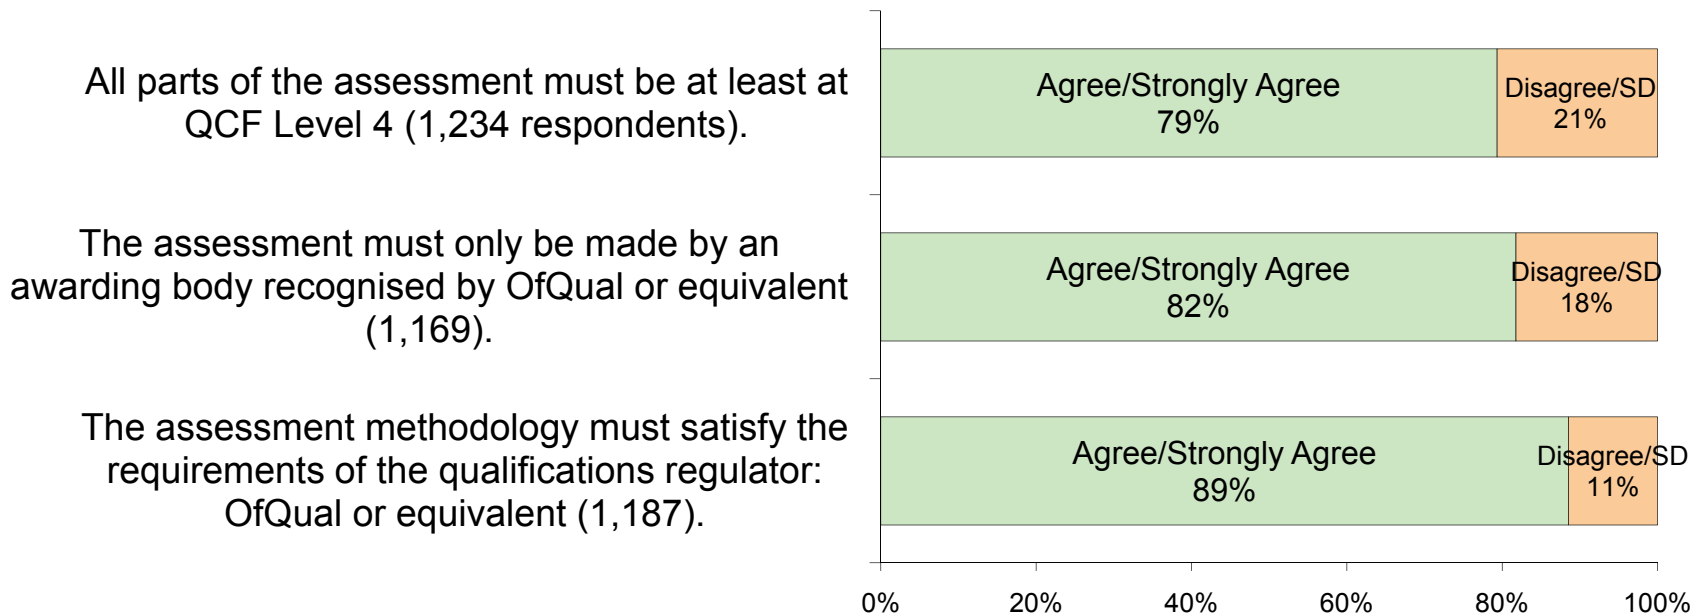 All parts of the assessment must be at least at
QCF Level 4 (1,234 respondents).
Agree/Strongly Agree
79%
Disagree/SD
21%
The assessment must only be made by an
awarding body recognised by OfQual or equivalent
(1,169).
Agree/Strongly Agree
82%
Disagree/SD
18%
The assessment methodology must satisfy the
requirements of the qualifications regulator:
OfQual or equivalent (1,187).
Agree/Strongly Agree
89%
Disagree/SD
11%
0% 20% 40% 60% 80% 100%